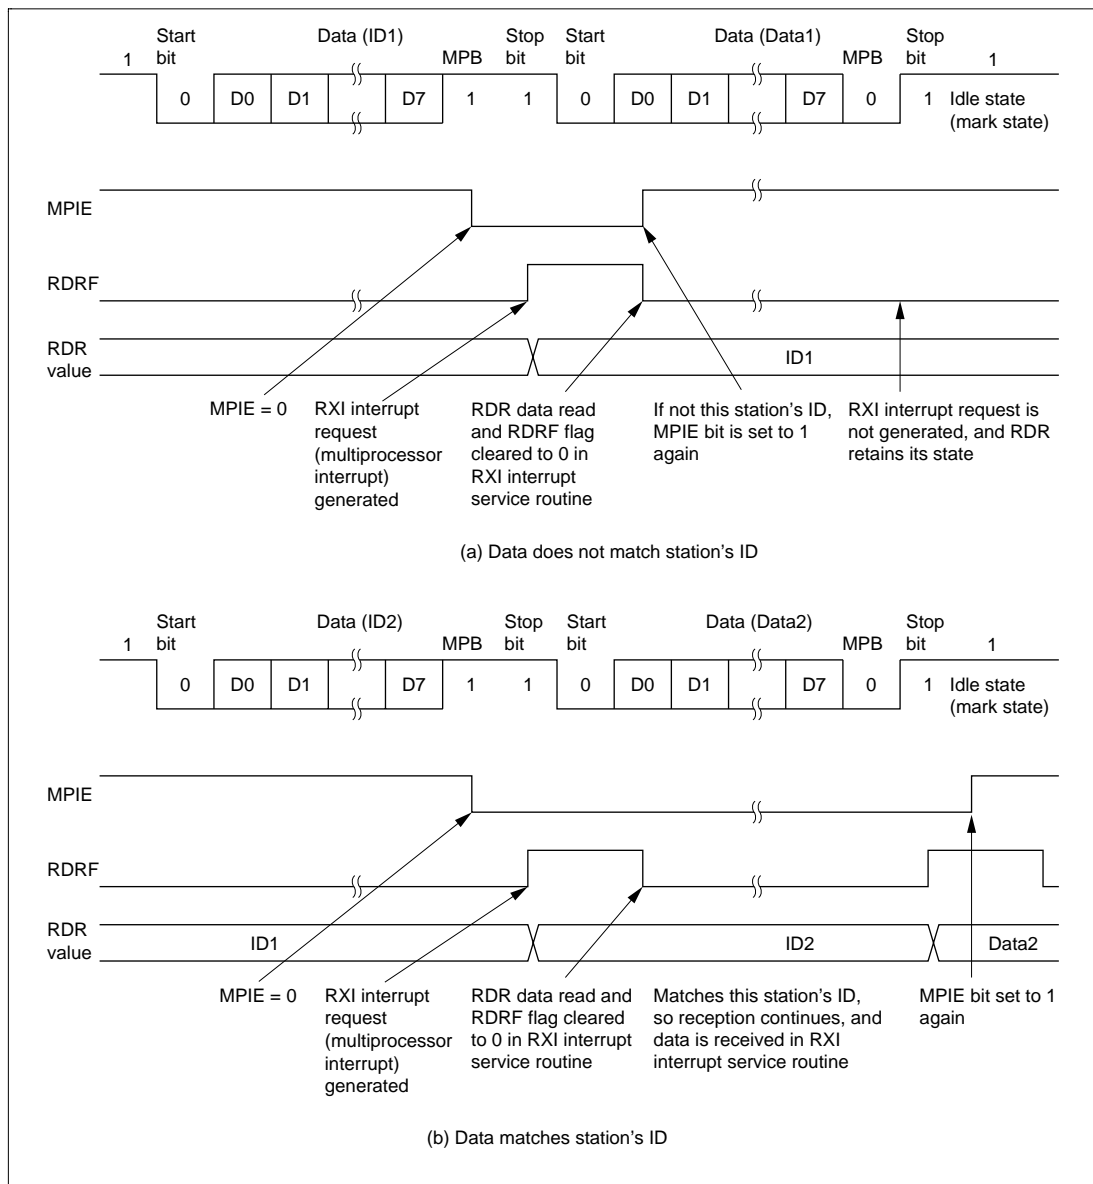 Start
bit
Data (ID1)
Stop
bit
Start
bit
Data (Data1)
Stop
bit
1
MPB
MPB
1
0 D0 D1 D7 1 1 0 D0 D1 D7 0 1 Idle state
(mark state)
MPIE
RDRF
RDR
value
ID1
MPIE = 0
RXI interrupt
request
(multiprocessor
interrupt)
generated
RDR data read
and RDRF flag
cleared to 0 in
RXI interrupt
service routine
If not this station's ID,
MPIE bit is set to 1
again
RXI interrupt request is
not generated, and RDR
retains its state
(a) Data does not match station's ID
Start
bit
Data (ID2)
Stop
bit
Start
bit
Data (Data2)
Stop
bit
1
MPB
MPB
1
0 D0 D1 D7 1 1 0 D0 D1 D7 0 1 Idle state
(mark state)
MPIE
RDRF
RDR
value
ID1
ID2
Data2
MPIE = 0
RXI interrupt
request
(multiprocessor
interrupt)
generated
RDR data read and
RDRF flag cleared
to 0 in RXI interrupt
service routine
Matches this station's ID,
so reception continues, and
data is received in RXI
interrupt service routine
MPIE bit set to 1
again
(b) Data matches station's ID